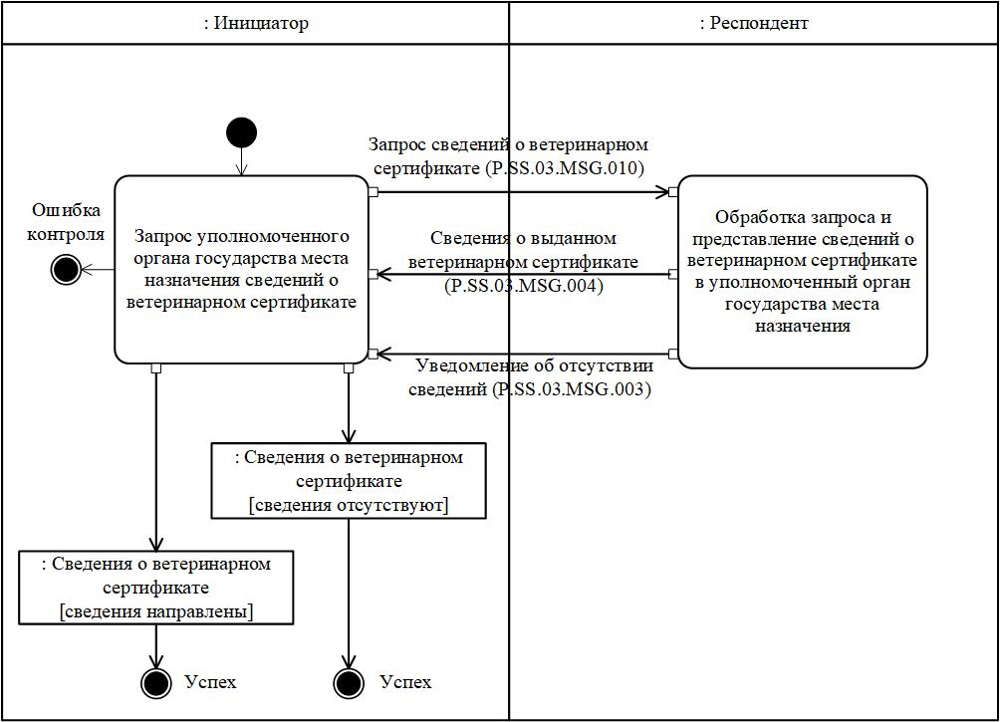 : Инициатор
: Респондент
Запрос сведений о ветеринарном
сертификате (P.SS.03.MSG.010)
Ошибка
контроля
Запрос уполномоченного
органа государства места
назначения сведений о
ветеринарном сертификате
Сведения о выданном
ветеринарном сертификате
(P.SS.03.MSG.004)
Обработка запроса и
представление сведений о
ветеринарном сертификате
в уполномоченный орган
государства места
назначения
Уведомление об отсутствии
сведений (P.SS.03.MSG.003)
: Сведения о ветеринарном
сертификате
[сведения отсутствуют]
: Сведения о ветеринарном
сертификате
[сведения направлены]
Успех
Успех